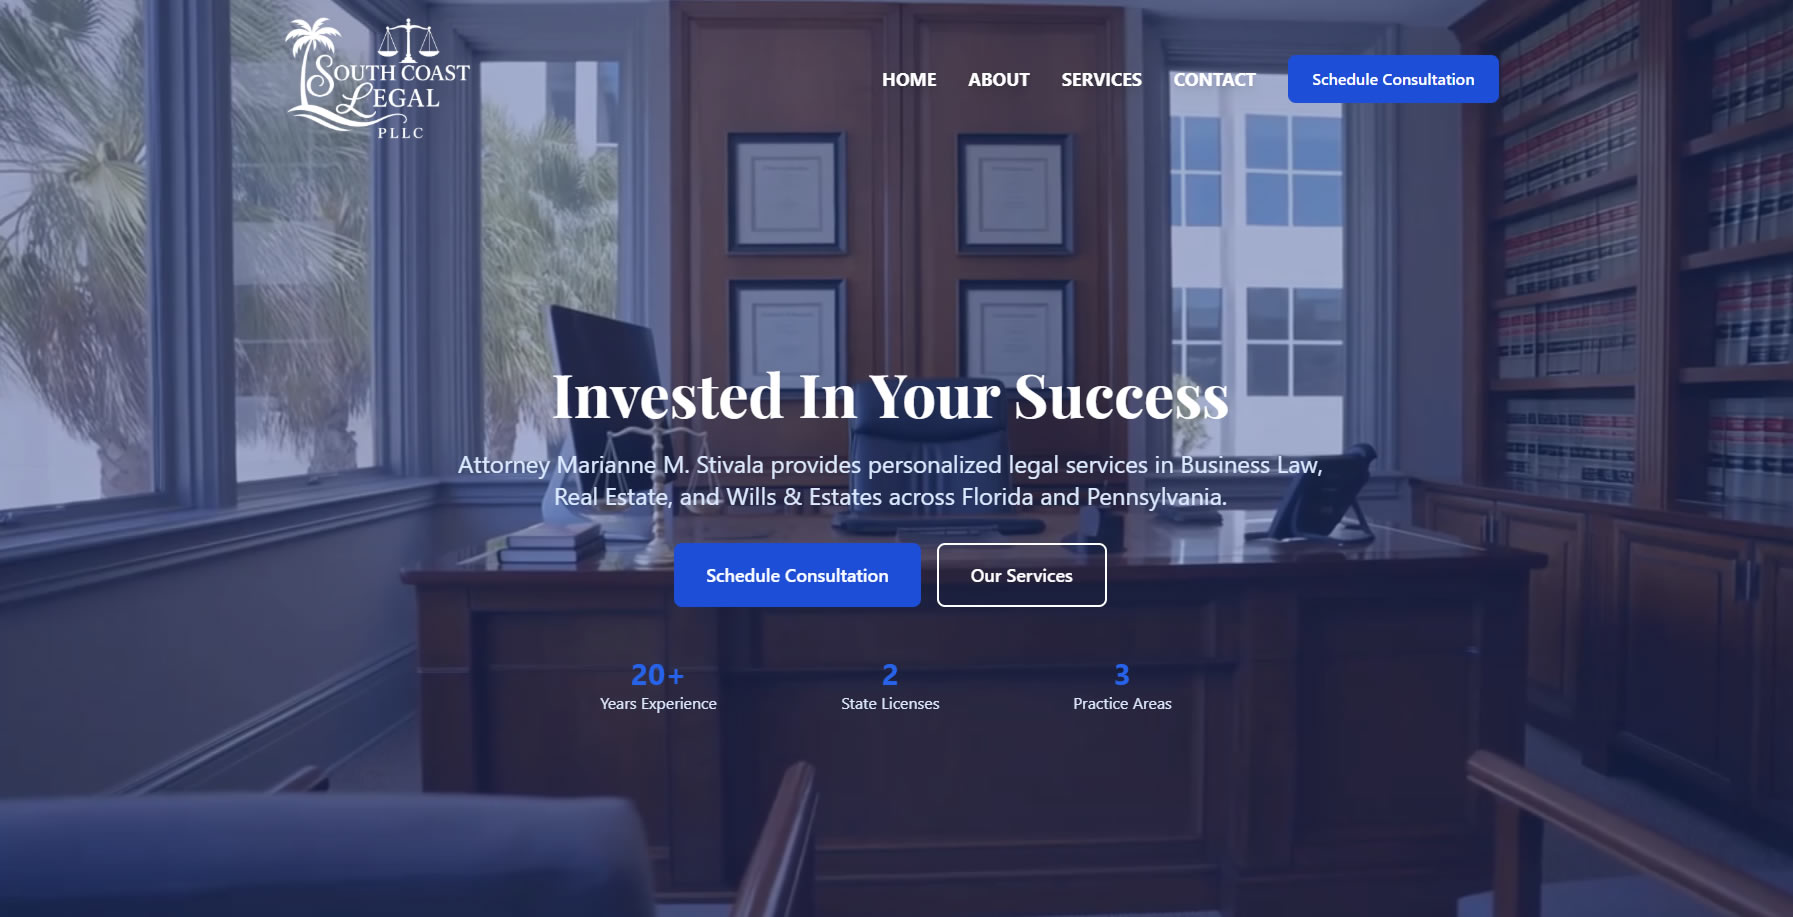 SOUTH COAST
LEGAL
PLLC
HOME ABOUT SERVICES CONTACT Schedule Consultation
Invested In Your Success
Attorney Marianne M. Stivala provides personalized legal services in Business Law,
Real Estate, and Wills & Estates across Florida and Pennsylvania.
Schedule Consultation Our Services
20+ 2 3
Years Experience State Licenses Practice Areas